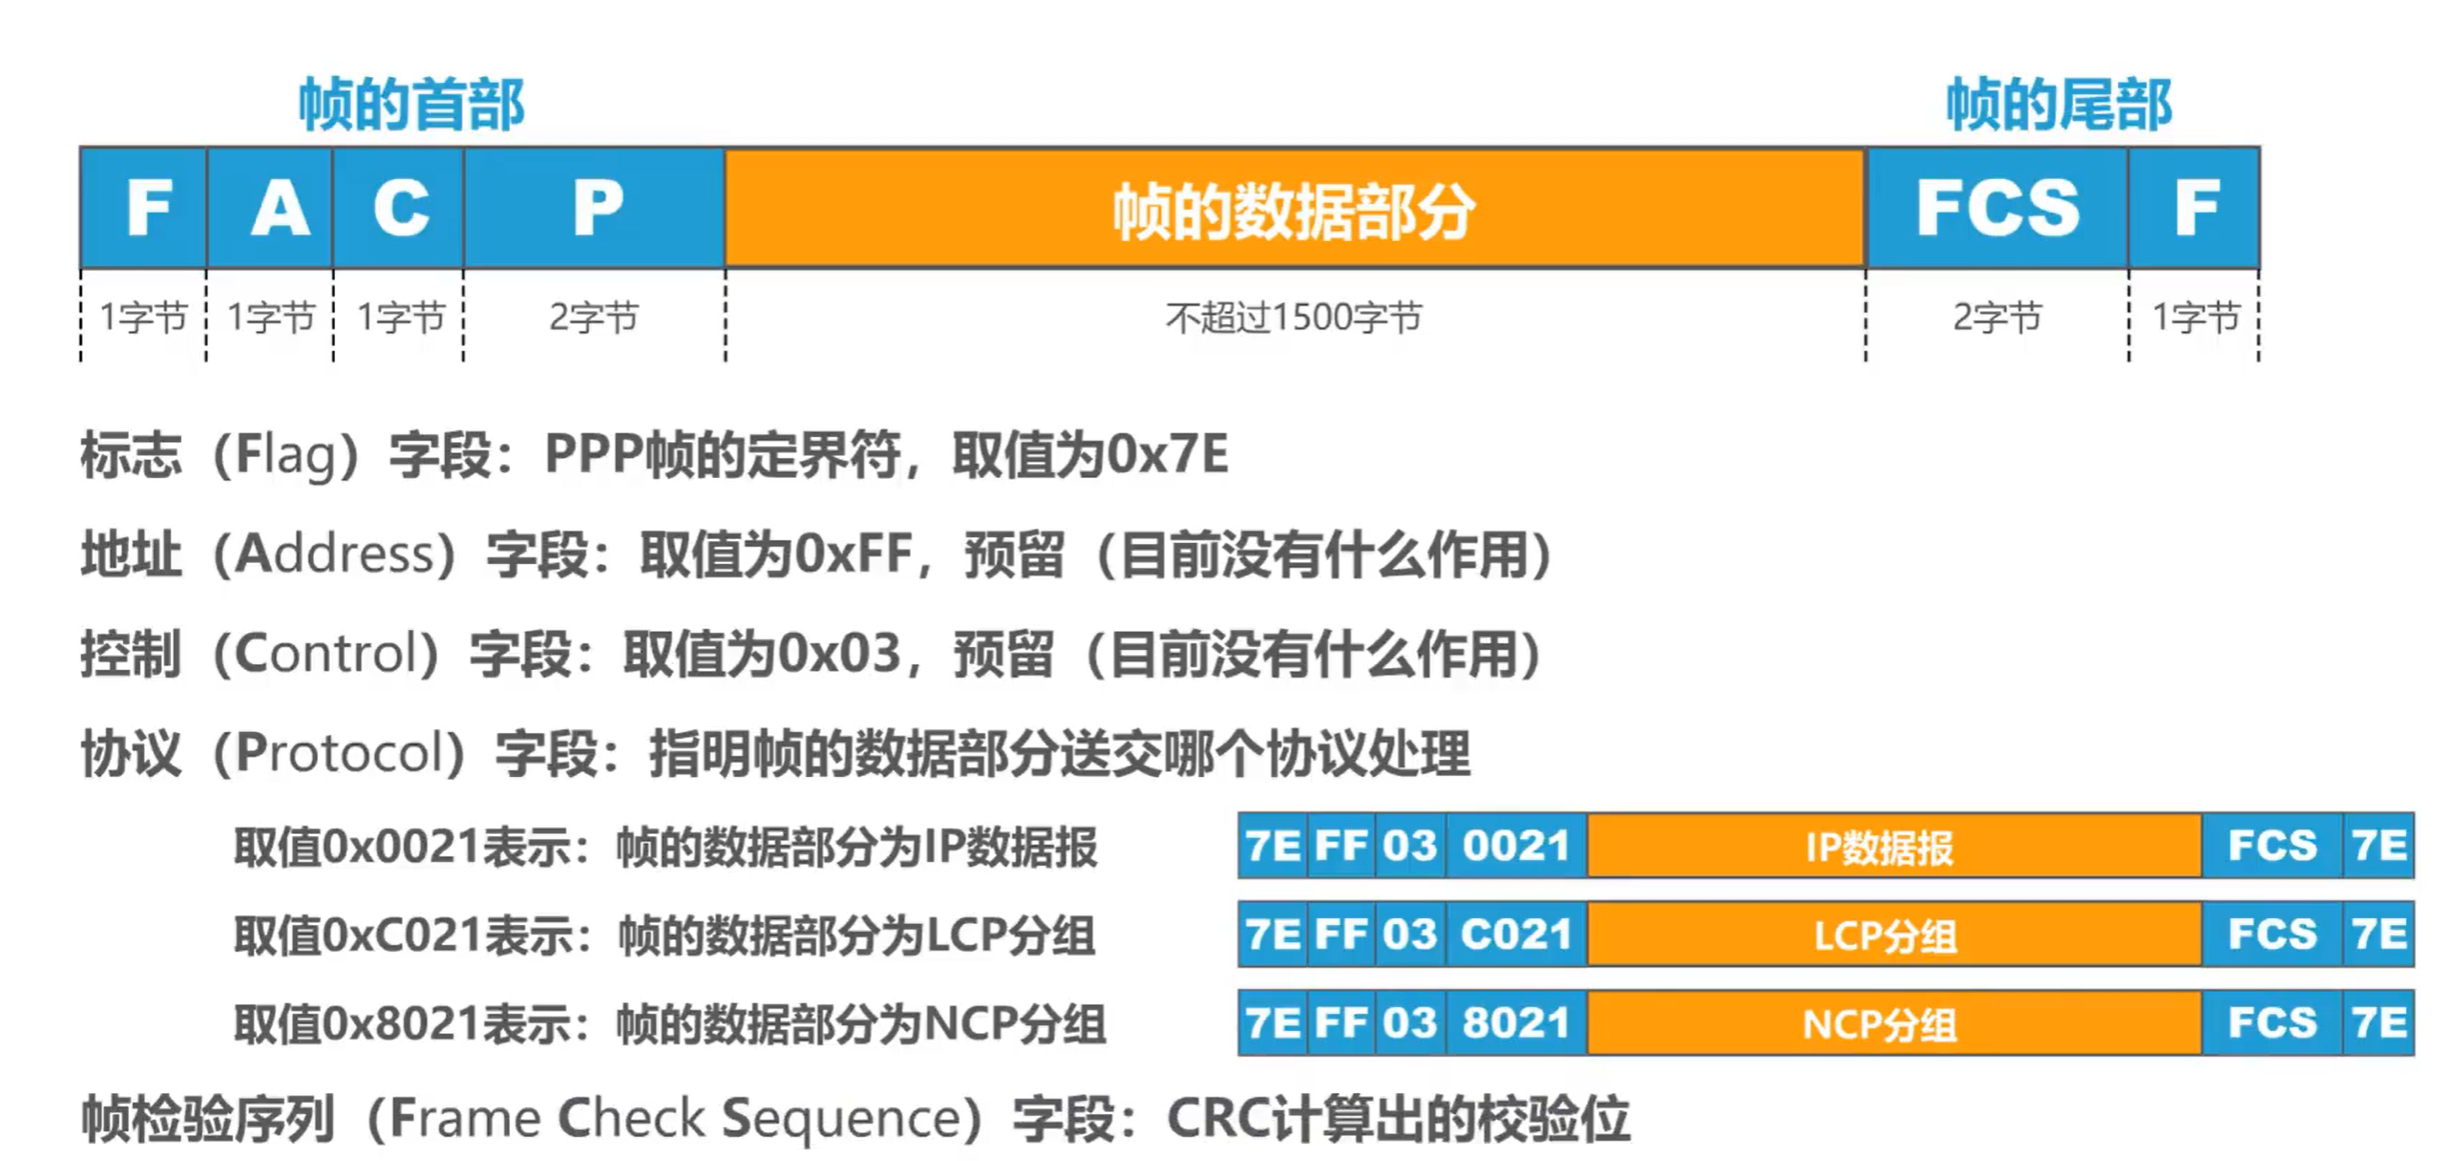 帧的首部 帧的尾部
F A C P 帧的数据部分 FCS F
1字节 1字节 1字节 2字节 不超过1500字节 2字节 1字节
标志（Flag）字段：PPP帧的定界符，取值为0x7E
地址（Address）字段：取值为0xFF，预留（目前没有什么作用）
控制（Control）字段：取值为0x03，预留（目前没有什么作用）
协议（Protocol）字段：指明帧的数据部分送交哪个协议处理
取值0x0021表示：帧的数据部分为IP数据报 7E FF 03 0021 IP数据报 FCS 7E
取值0xC021表示：帧的数据部分为LCP分组 7E FF 03 C021 LCP分组 FCS 7E
取值0x8021表示：帧的数据部分为NCP分组 7E FF 03 8021 NCP分组 FCS 7E
帧检验序列（Frame Check Sequence）字段：CRC计算出的校验位